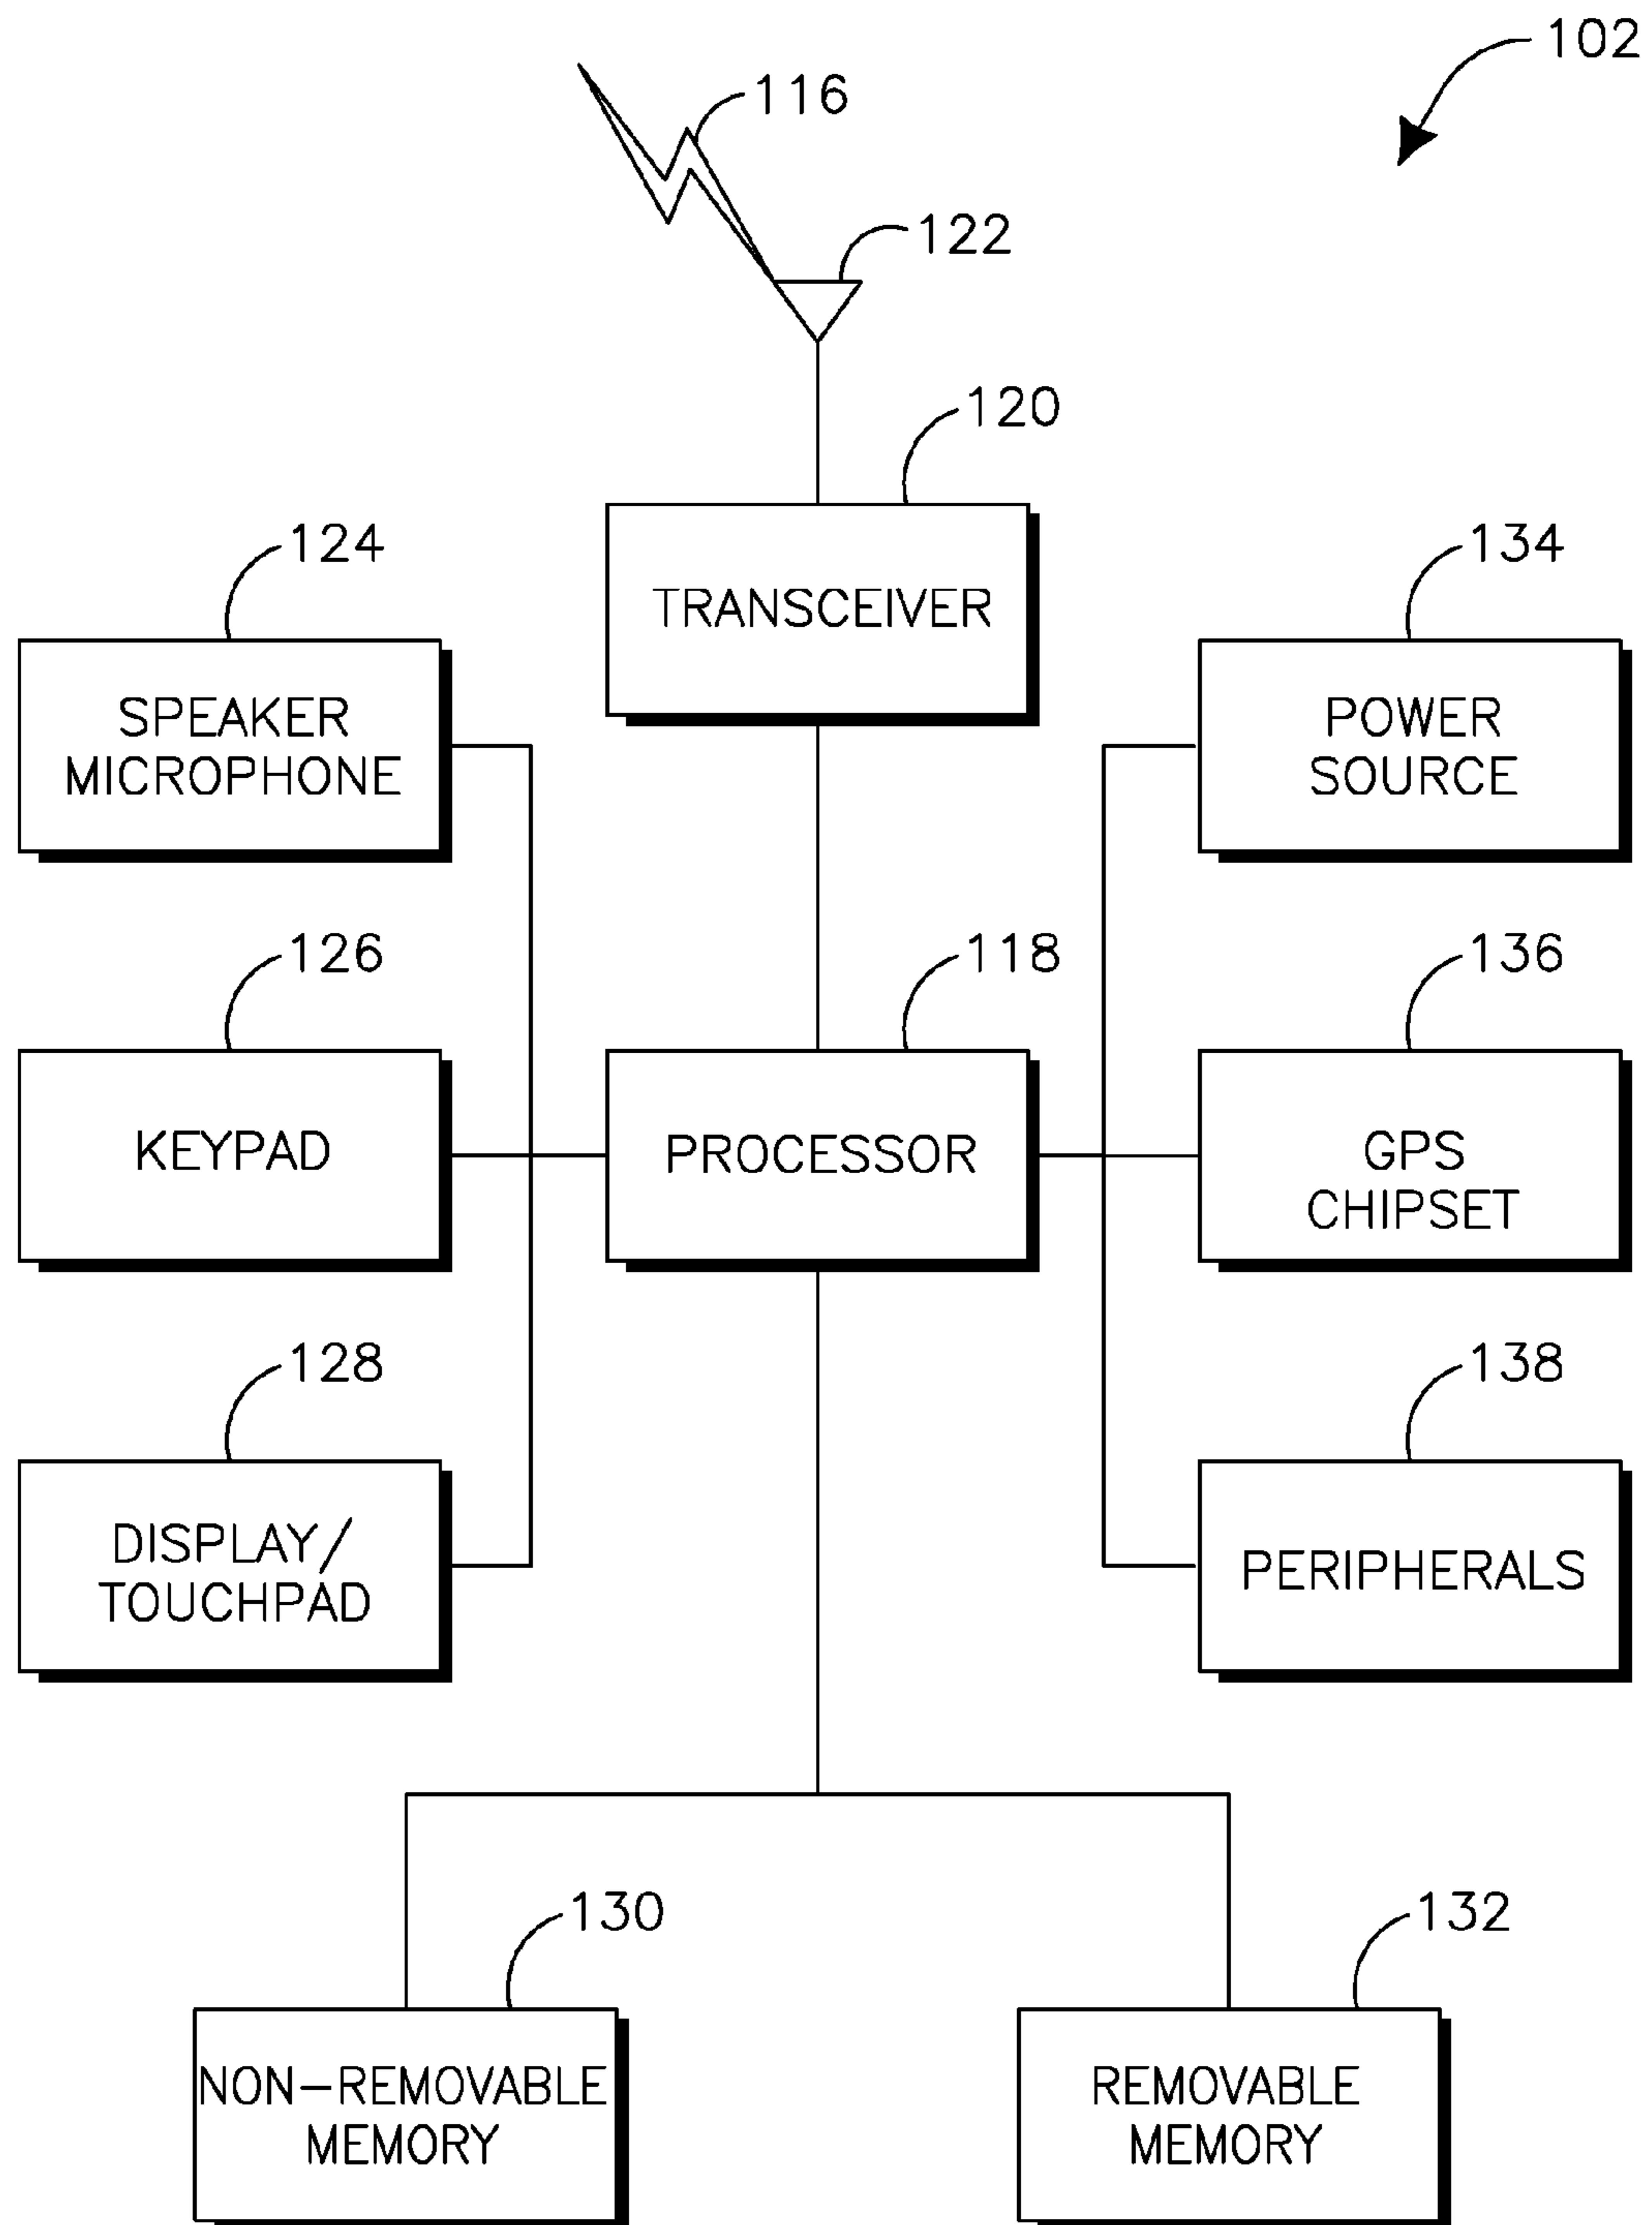 102
116
122
120
TRANSCEIVER
124
SPEAKER
MICROPHONE
134
POWER
SOURCE
126
KEYPAD
118
PROCESSOR
136
GPS
CHIPSET
128
DISPLAY/
TOUCHPAD
138
PERIPHERALS
130
NON-REMOVABLE
MEMORY
132
REMOVABLE
MEMORY